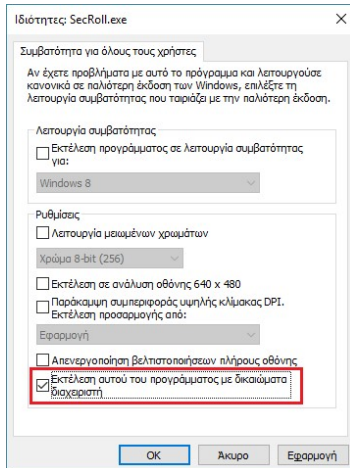 Ιδιότητες: SecRoll.exe
Συμβατότητα για όλους τους χρήστες
Αν έχετε προβλήματα με αυτό το πρόγραμμα και λειτουργούσε
κανονικά σε παλιότερη έκδοση των Windows, επιλέξτε τη
λειτουργία συμβατότητας που ταιριάζει με την παλιότερη έκδοση.
Λειτουργία συμβατότητας
Εκτέλεση προγράμματος σε λειτουργία συμβατότητας
για:
Windows 8
Ρυθμίσεις
Λειτουργία μειωμένων χρωμάτων
Χρώμα 8-bit (256)
Εκτέλεση σε ανάλυση οθόνης 640 x 480
Παράκαμψη συμπεριφοράς υψηλής κλίμακας DPI.
Εκτέλεση προσαρμογής από:
Εφαρμογή
Απενεργοποίηση βελτιστοποιήσεων πλήρους οθόνης
Εκτέλεση αυτού του προγράμματος με δικαιώματα
διαχειριστή
OK Άκυρο Εφαρμογή